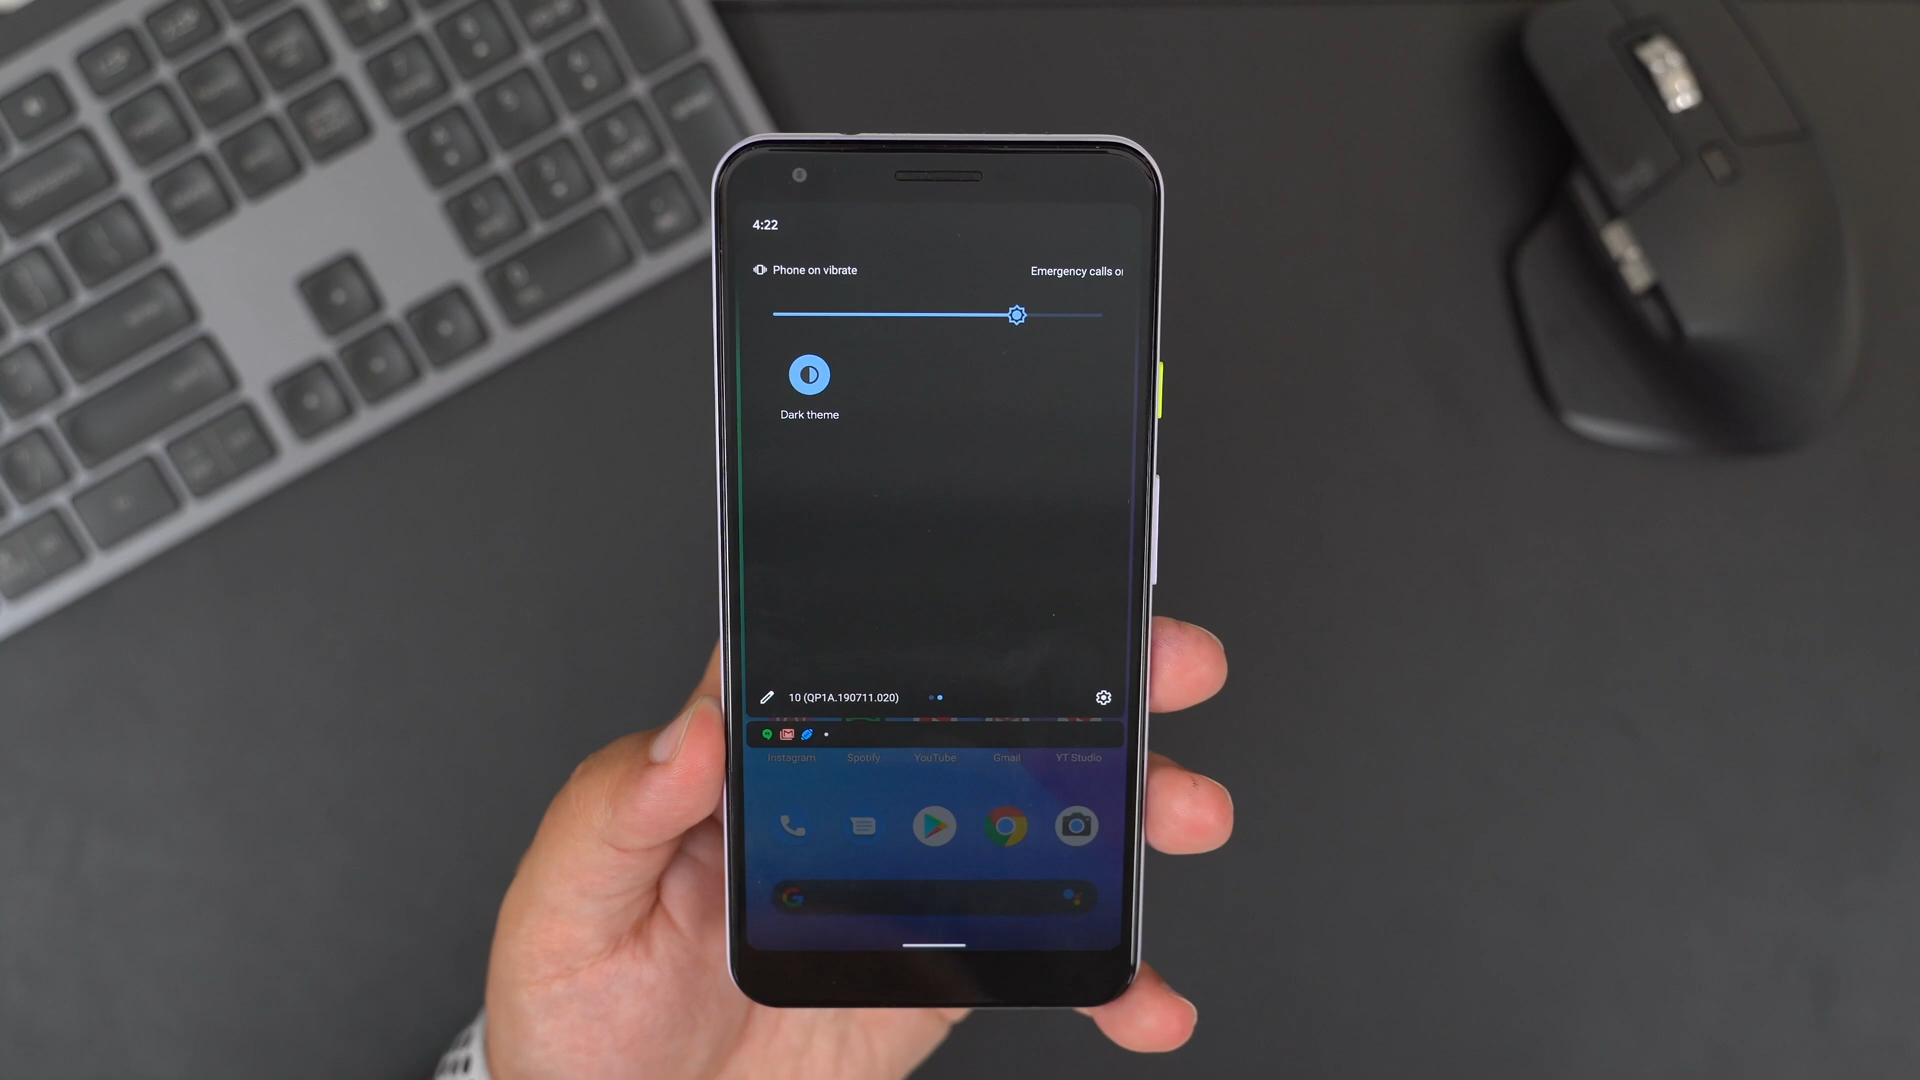 4:22
Phone on vibrate
Emergency calls
Dark theme
10 (QP1A.190711.020)
Instagram
Spotify
YouTube
Gmail
YT Studio